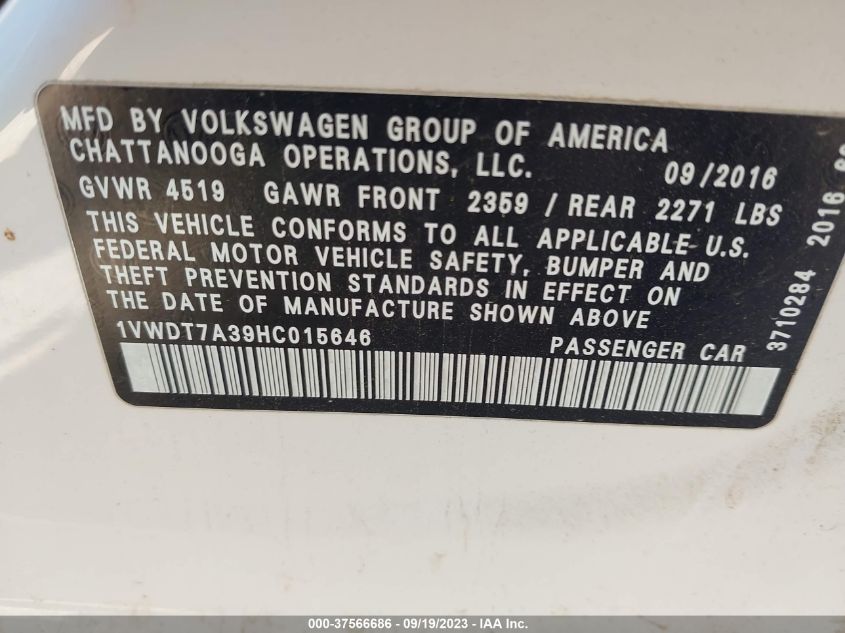 MFD BY VOLKSWAGEN GROUP OF AMERICA
CHATTANOOGA OPERATIONS, LLC. 09/2016
GVWR 4519 GAWR FRONT 2359 / REAR 2271 LBS
THIS VEHICLE CONFORMS TO ALL APPLICABLE U.S.
FEDERAL MOTOR VEHICLE SAFETY, BUMPER AND
THEFT PREVENTION STANDARDS IN EFFECT ON
THE DATE OF MANUFACTURE SHOWN ABOVE
1VWDT7A39HC015646 PASSENGER CAR
3710284 2016
000-37566686 - 09/19/2023 - IAA Inc.